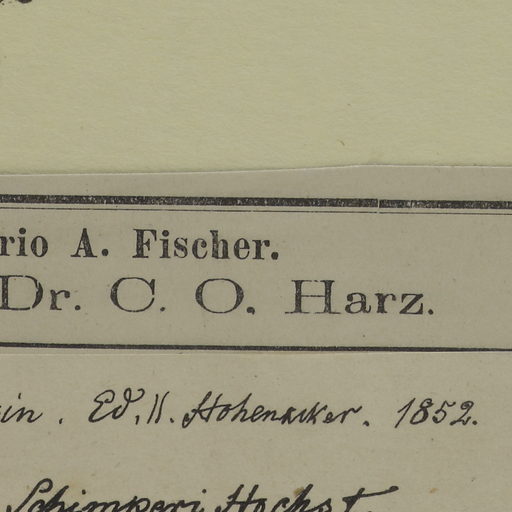 rio A. Fischer.
Dr. C. O. Harz.
in. Ed. II. Hohenacker. 1852.
Schimperi Hochst